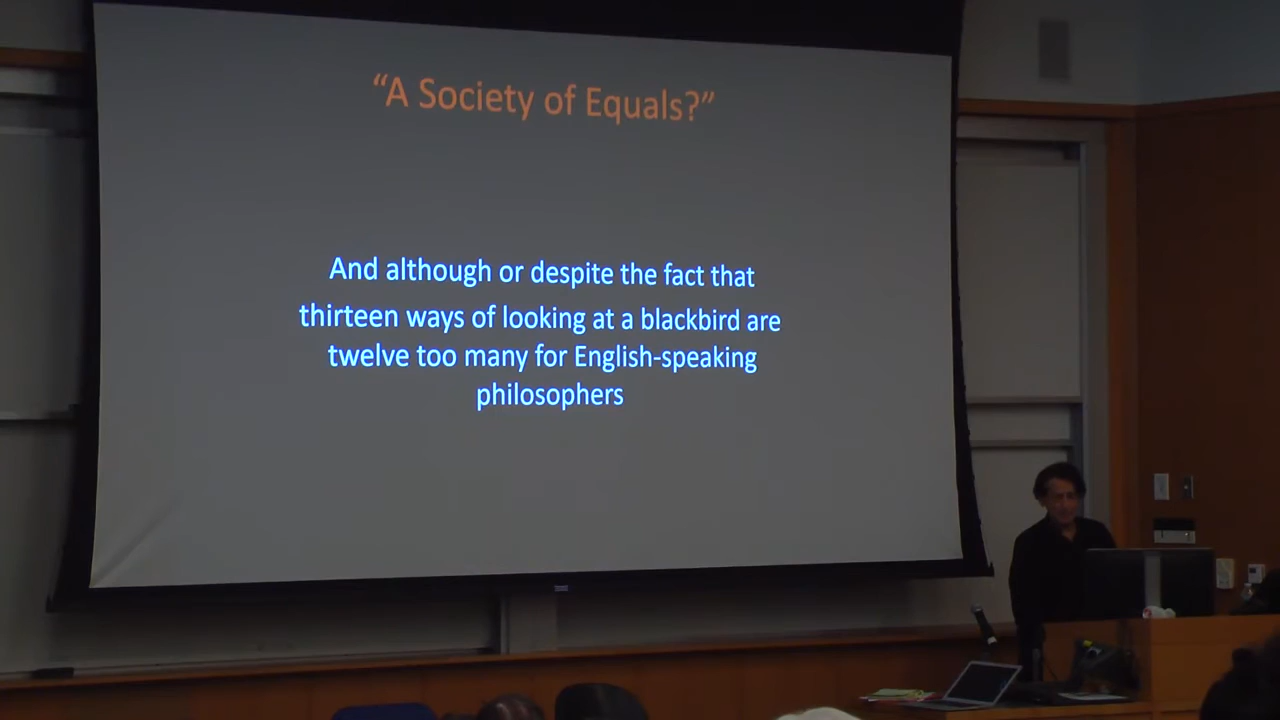 “A Society of Equals?”
And although or despite the fact that
thirteen ways of looking at a blackbird are
twelve too many for English-speaking
philosophers